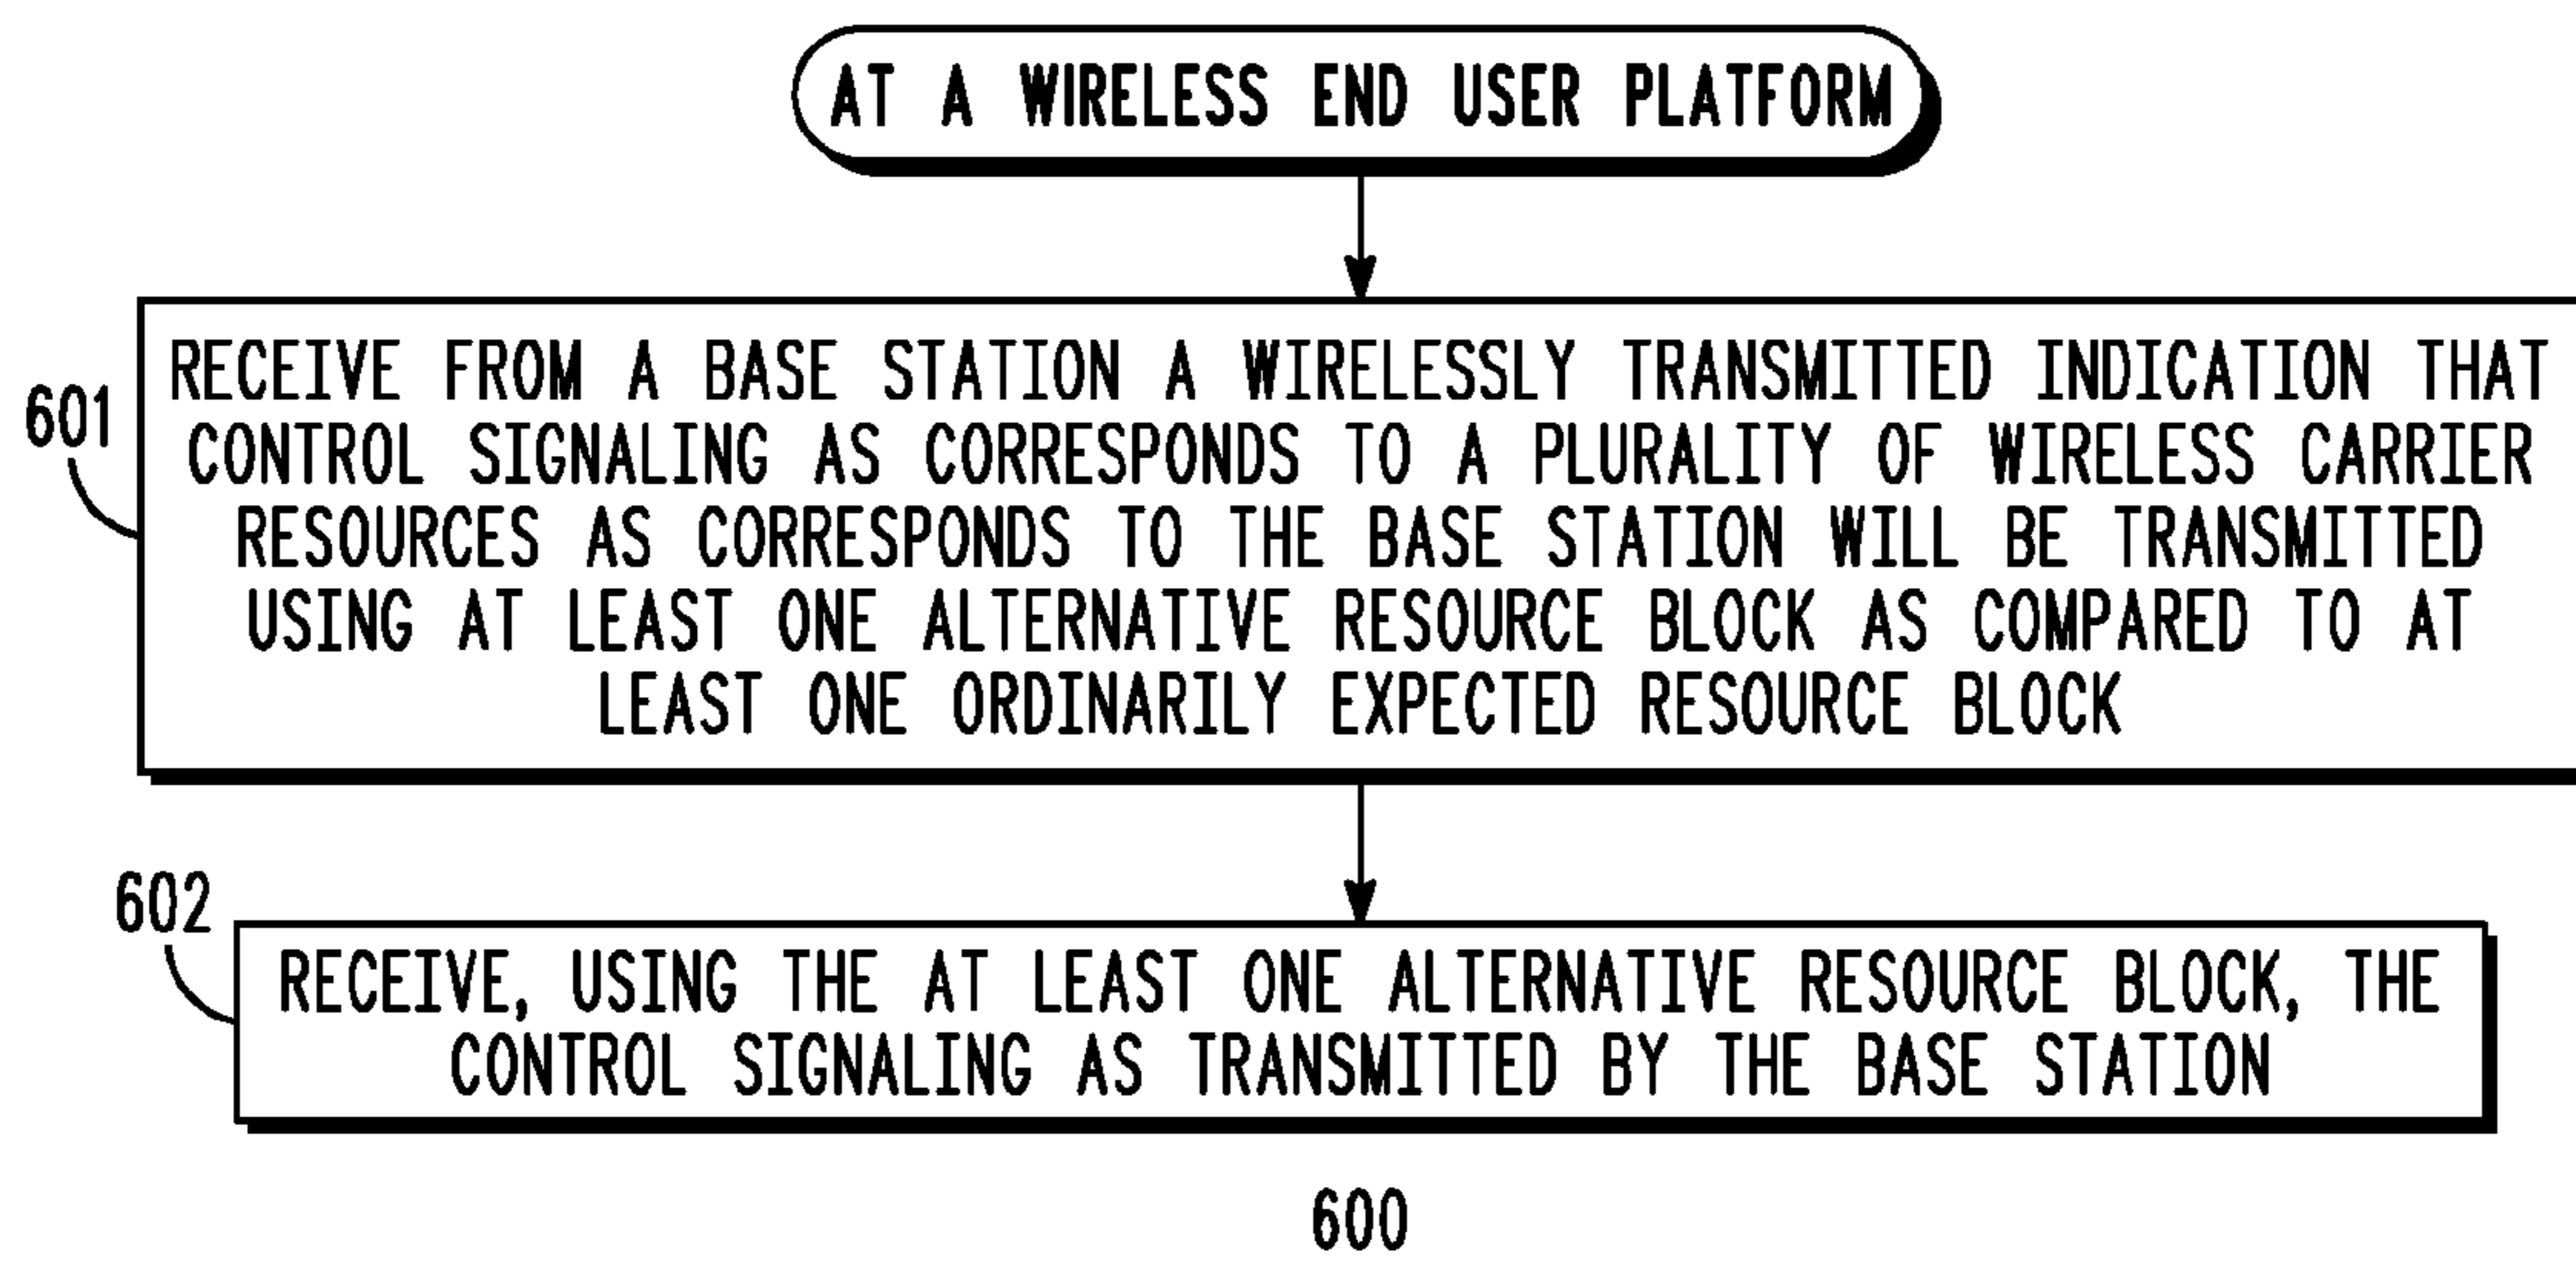 AT A WIRELESS END USER PLATFORM
601
RECEIVE FROM A BASE STATION A WIRELESSLY TRANSMITTED INDICATION THAT
CONTROL SIGNALING AS CORRESPONDS TO A PLURALITY OF WIRELESS CARRIER
RESOURCES AS CORRESPONDS TO THE BASE STATION WILL BE TRANSMITTED
USING AT LEAST ONE ALTERNATIVE RESOURCE BLOCK AS COMPARED TO AT
LEAST ONE ORDINARILY EXPECTED RESOURCE BLOCK
602
RECEIVE, USING THE AT LEAST ONE ALTERNATIVE RESOURCE BLOCK, THE
CONTROL SIGNALING AS TRANSMITTED BY THE BASE STATION
600